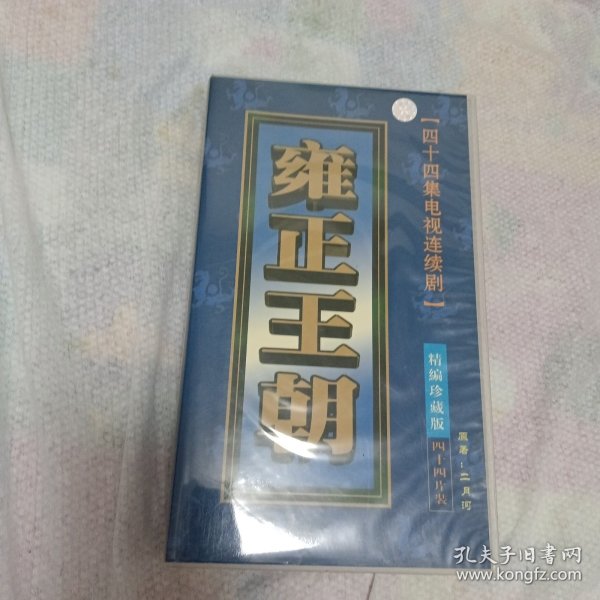 雍正王朝
【四十四集电视连续剧】
精编珍藏版
四十四片装
原著：二月河
孔夫子旧书网
www.kongfz.com